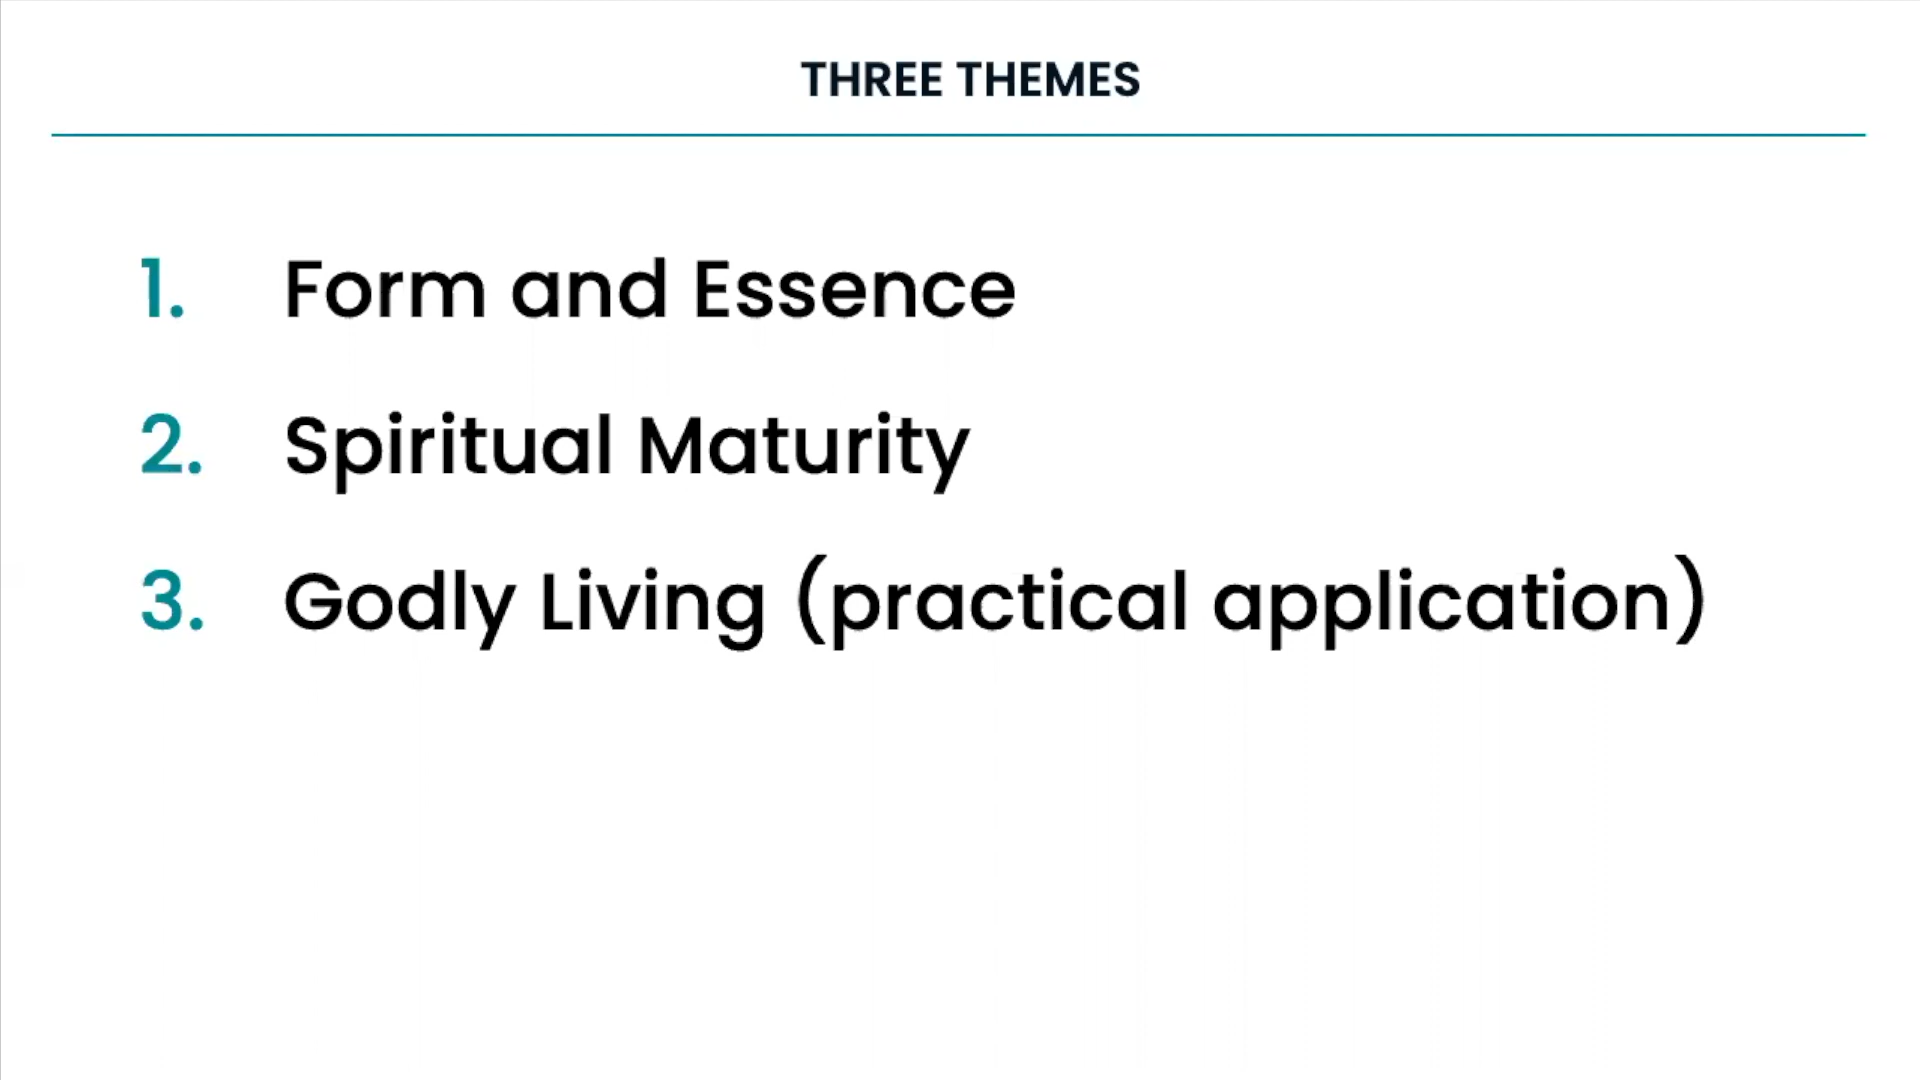 THREE THEMES
1. Form and Essence
2. Spiritual Maturity
3. Godly Living (practical application)